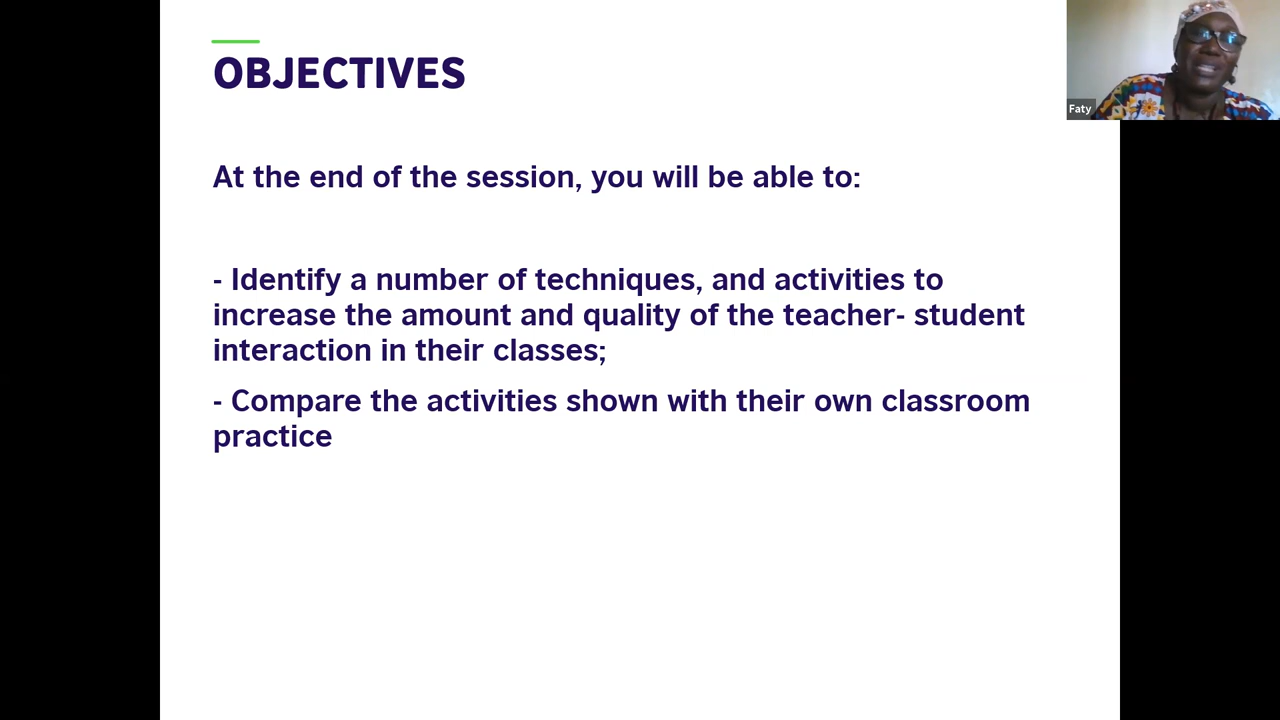 OBJECTIVES
Faty
At the end of the session, you will be able to:
- Identify a number of techniques, and activities to
increase the amount and quality of the teacher- student
interaction in their classes;
- Compare the activities shown with their own classroom
practice